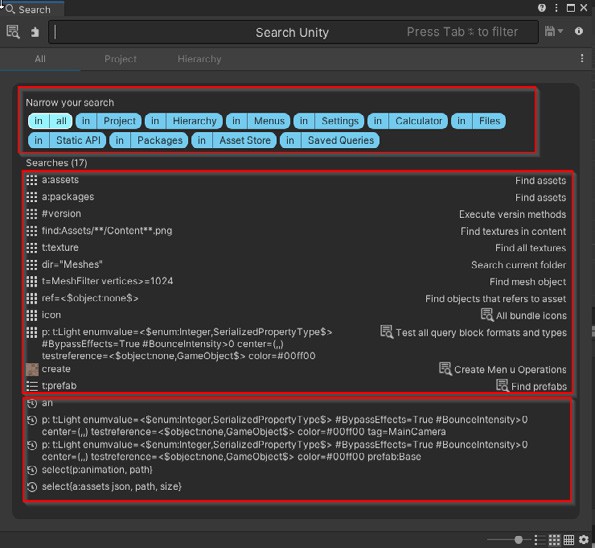 Search
Search Unity
Press Tab to filter
All Project Hierarchy
Narrow your search
in all in Project in Hierarchy in Menus in Settings in Calculator in Files
in Static API in Packages in Asset Store in Saved Queries
Searches (17)
a:assets Find assets
a:packages Find assets
#version Execute versin methods
find:Assets/**/Content**.png Find textures in content
t:texture Find all textures
dir="Meshes" Search current folder
t=MeshFilter vertices>=1024 Find mesh object
ref=<$object:none$> Find objects that refers to asset
icon All bundle icons
p: t:Light enumvalue=<$enum:Integer,SerializedPropertyType$> Test all query block formats and types
#BypassEffects=True #BounceIntensity>0 center=(,,)
testreference=<$object:none,GameObject$> color=#00ff00
create Create Men u Operations
t:prefab Find prefabs
an
p: t:Light enumvalue=<$enum:Integer,SerializedPropertyType$> #BypassEffects=True #BounceIntensity>0
center=(,,) testreference=<$object:none,GameObject$> color=#00ff00 tag=MainCamera
p: t:Light enumvalue=<$enum:Integer,SerializedPropertyType$> #BypassEffects=True #BounceIntensity>0
center=(,,) testreference=<$object:none,GameObject$> color=#00ff00 prefab:Base
select{p:animation, path}
select{a:assets json, path, size}